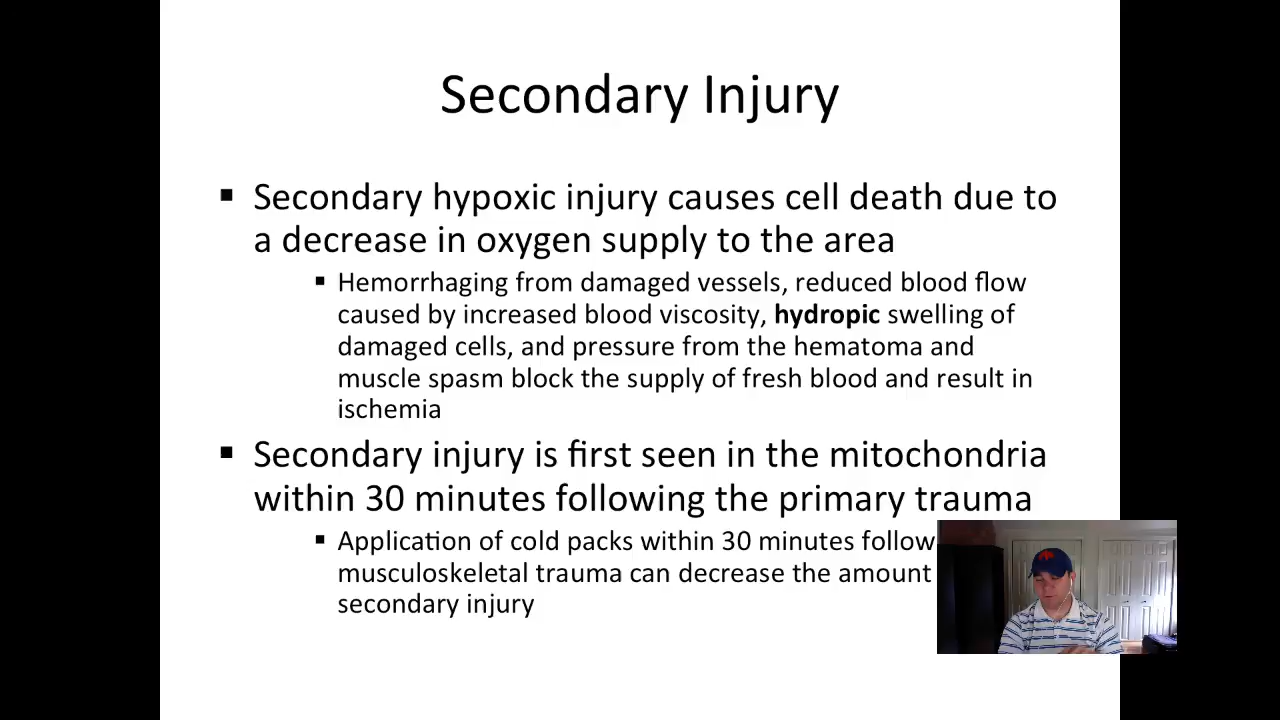 Secondary Injury
▪ Secondary hypoxic injury causes cell death due to
a decrease in oxygen supply to the area
▪ Hemorrhaging from damaged vessels, reduced blood flow
caused by increased blood viscosity, hydropic swelling of
damaged cells, and pressure from the hematoma and
muscle spasm block the supply of fresh blood and result in
ischemia
▪ Secondary injury is first seen in the mitochondria
within 30 minutes following the primary trauma
▪ Application of cold packs within 30 minutes follow
musculoskeletal trauma can decrease the amount
secondary injury